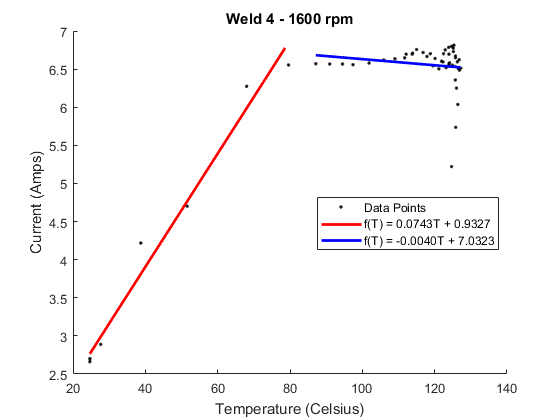 Weld 4 - 1600 rpm
7
6.5
6
5.5
5
4.5
4
3.5
3
2.5
Current (Amps)
Data Points
f(T) = 0.0743T + 0.9327
f(T) = -0.0040T + 7.0323
20
40
60
80
100
120
140
Temperature (Celsius)